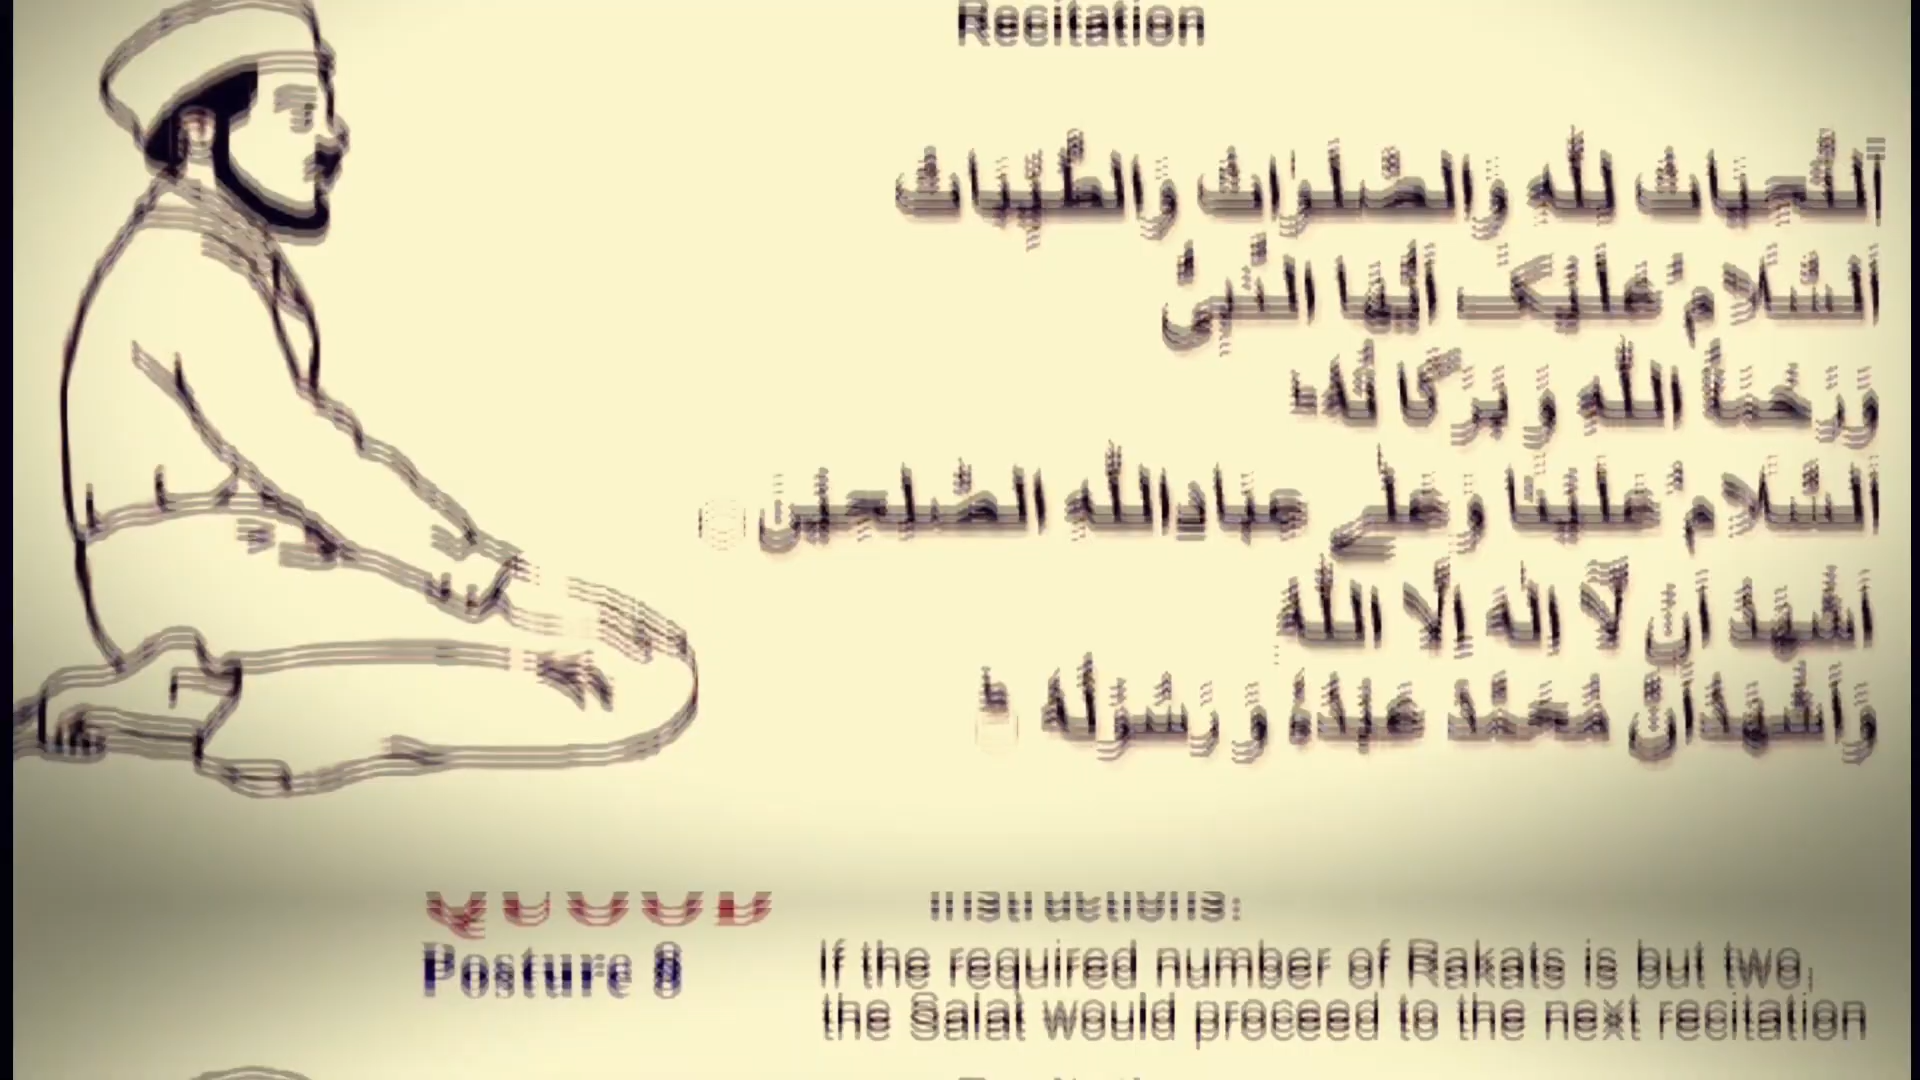 Recitation
اَلتَّحِيَاتُ لِلّٰهِ وَالصَّلَوَاتُ وَالطَّيِّبَاتُ
اَلسَّلَامُ عَلَيْكَ اَيُّهَا النَّبِيُّ
وَرَحْمَةُ اللّٰهِ وَ بَرَكَا تُهُ ط
اَلسَّلَامُ عَلَيْنَا وَعَلٰى عِبَادِاللّٰهِ الصّٰلِحِيْنَ
اَشْهَدُ اَنْ لَّا اِلٰهَ اِلَّا اللّٰهُ
وَاَشْهَدُاَنَّ مُحَمَّد عَبْدُهُ وَ رَسُوْلُهُ ط
Instructions:
Posture 8
If the required number of Rakats is but two,
the Salat would proceed to the next recitation